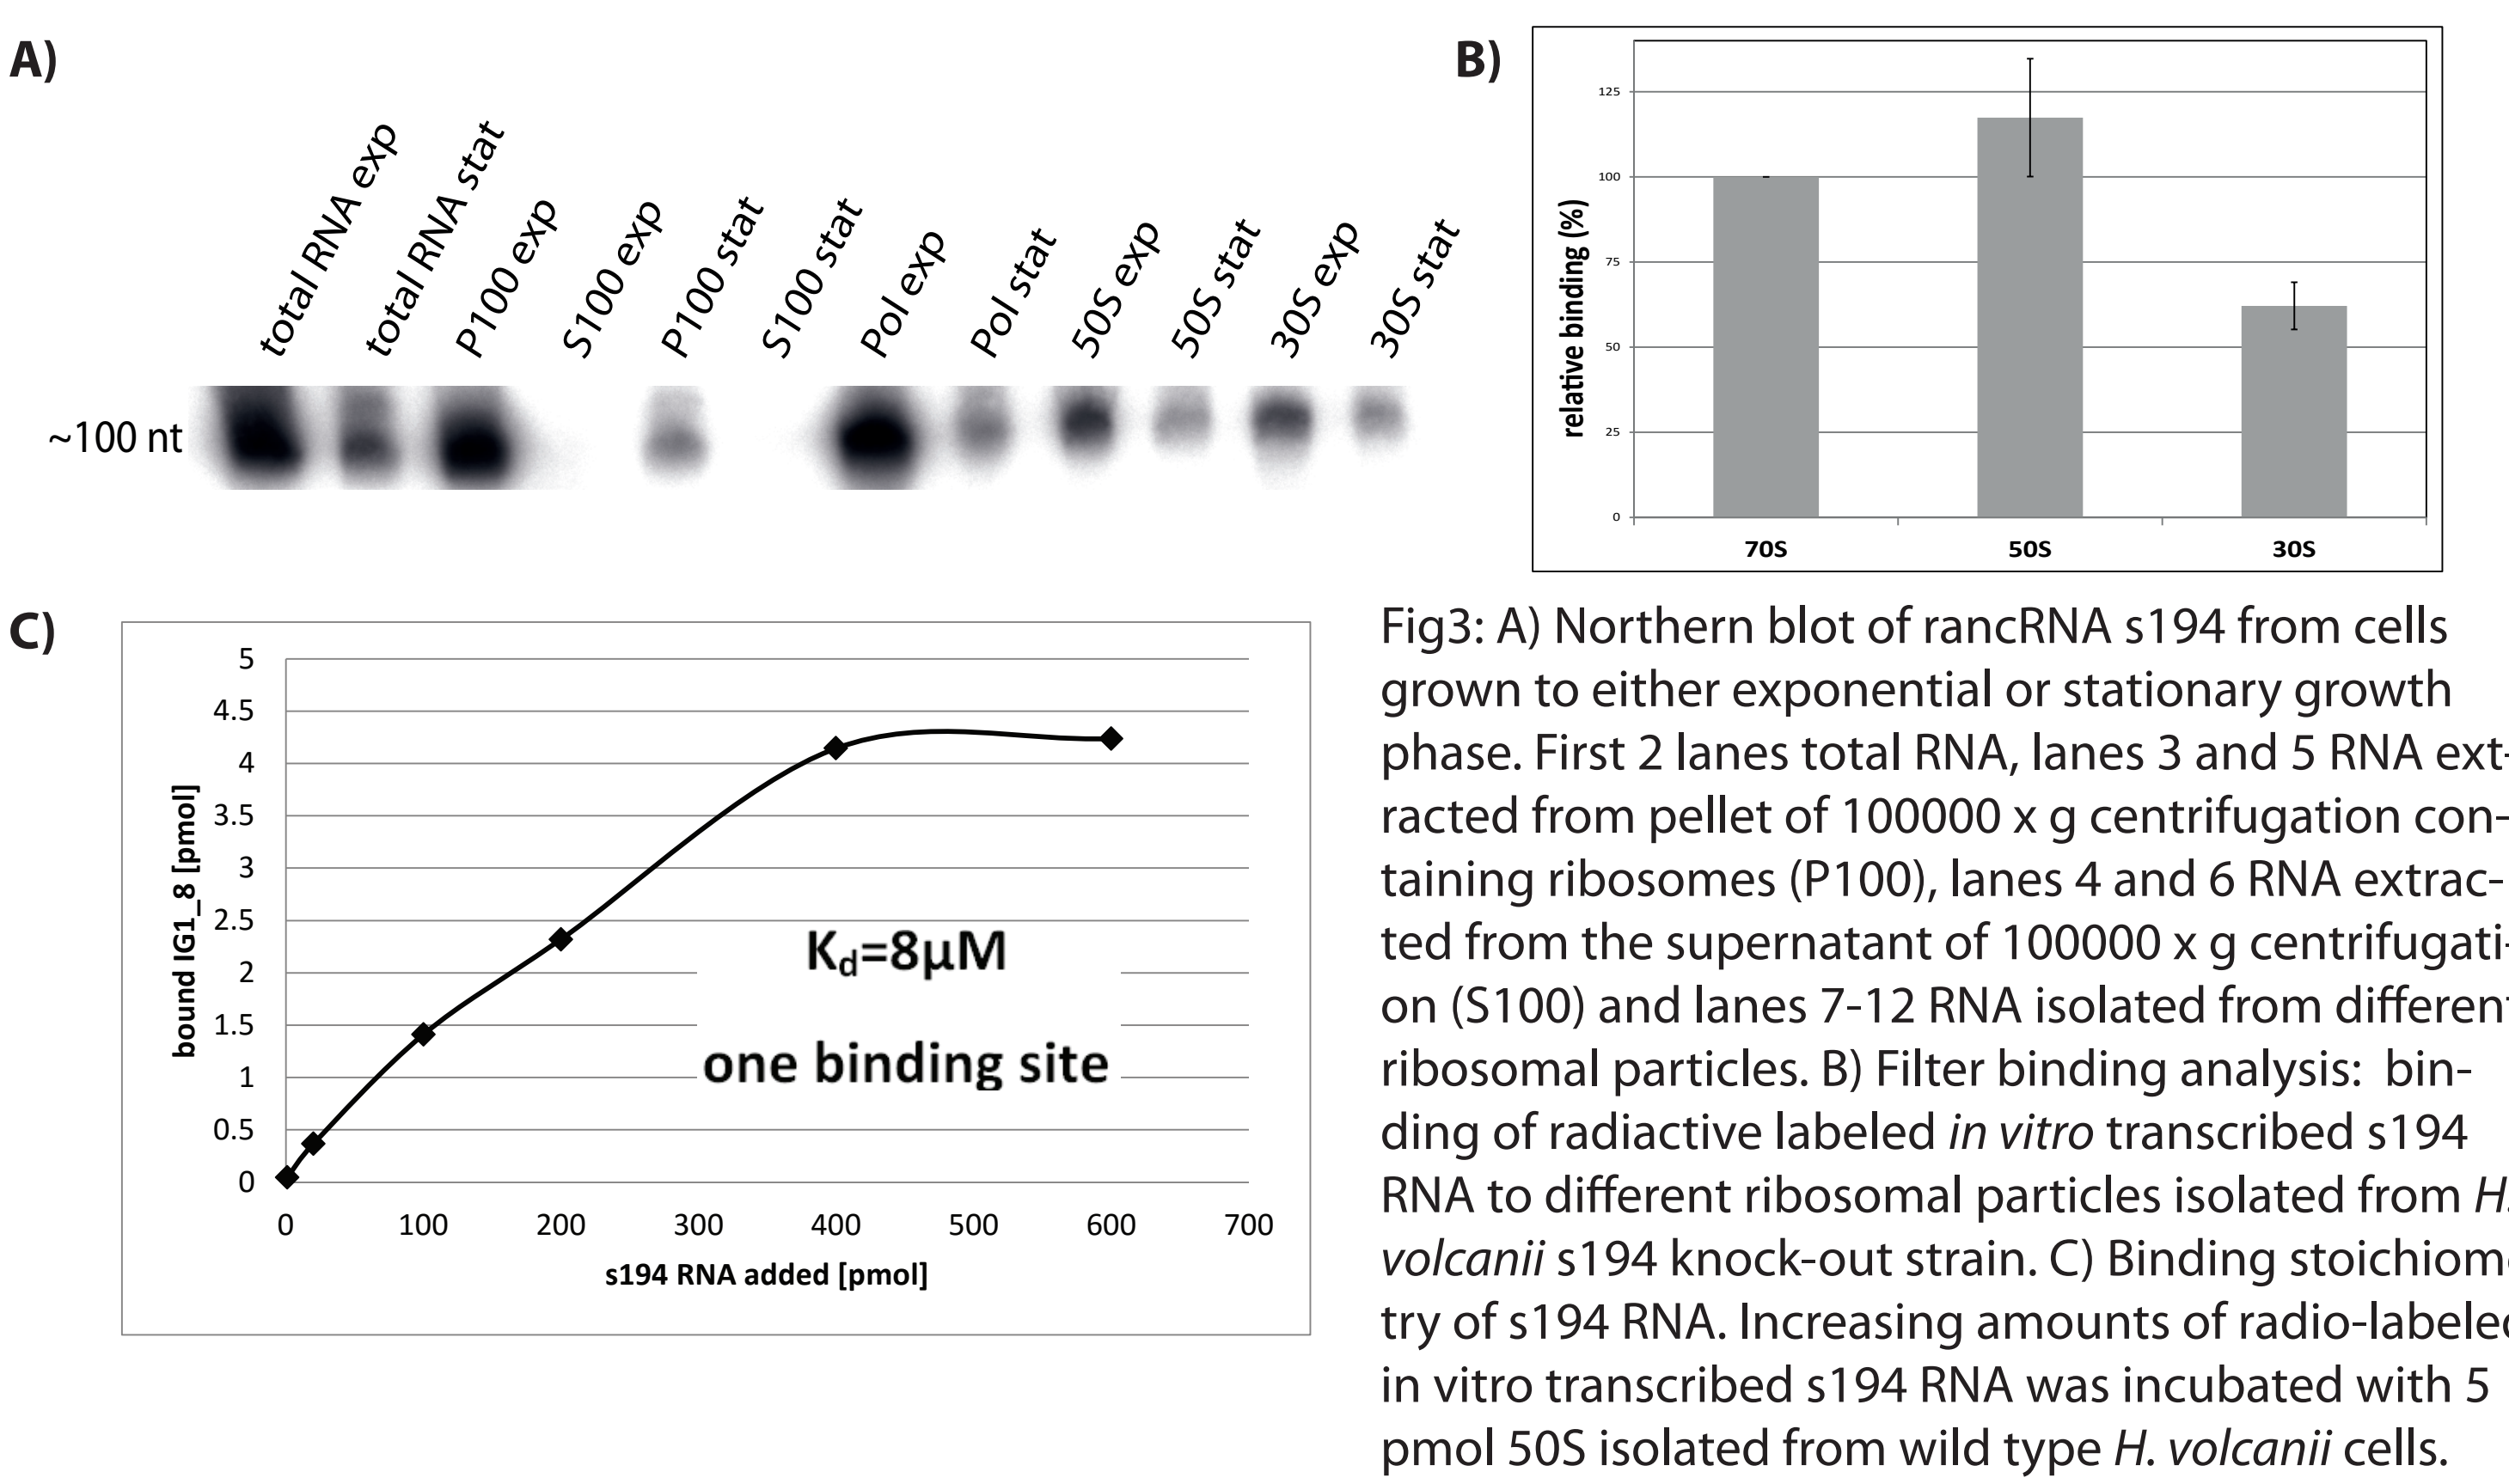 A)
total RNA exp
total RNA stat
P100 exp
S100 exp
P100 stat
S100 stat
Pol exp
Pol stat
50S exp
50S stat
30S exp
30S stat
~100 nt
B)
relative binding (%)
125
100
75
50
25
0
70S
50S
30S
C)
bound IG1_8 [pmol]
5
4.5
4
3.5
3
2.5
2
1.5
1
0.5
0
Kd=8µM
one binding site
0 100 200 300 400 500 600 700
s194 RNA added [pmol]
Fig3: A) Northern blot of rancRNA s194 from cells
grown to either exponential or stationary growth
phase. First 2 lanes total RNA, lanes 3 and 5 RNA ext-
racted from pellet of 100000 x g centrifugation con-
taining ribosomes (P100), lanes 4 and 6 RNA extrac-
ted from the supernatant of 100000 x g centrifugati-
on (S100) and lanes 7-12 RNA isolated from different
ribosomal particles. B) Filter binding analysis: bin-
ding of radiactive labeled in vitro transcribed s194
RNA to different ribosomal particles isolated from H.
volcanii s194 knock-out strain. C) Binding stoichiome
try of s194 RNA. Increasing amounts of radio-labeled
in vitro transcribed s194 RNA was incubated with 5
pmol 50S isolated from wild type H. volcanii cells.